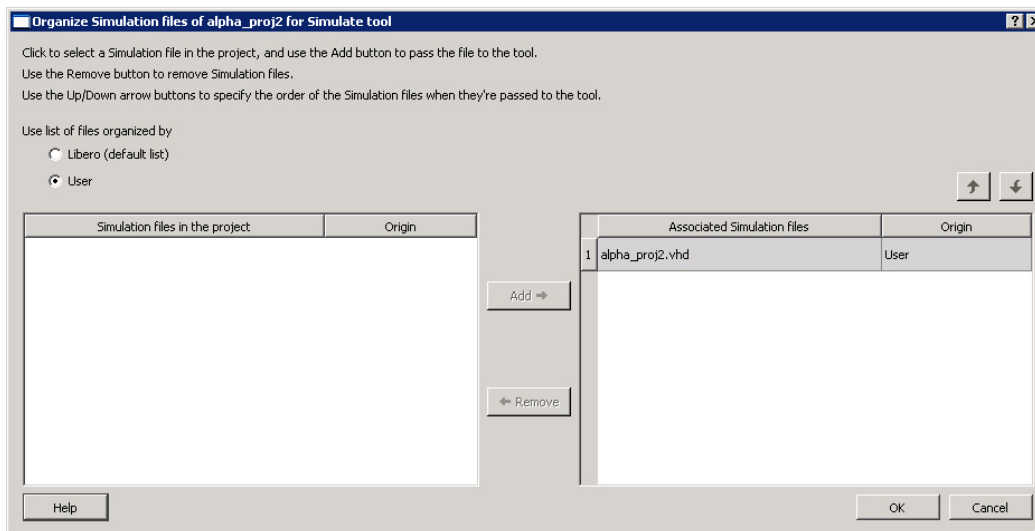 Organize Simulation files of alpha_proj2 for Simulate tool
Click to select a Simulation file in the project, and use the Add button to pass the file to the tool.
Use the Remove button to remove Simulation files.
Use the Up/Down arrow buttons to specify the order of the Simulation files when they're passed to the tool.
Use list of files organized by
Libero (default list)
User
Simulation files in the project Origin
Associated Simulation files Origin
1 alpha_proj2.vhd User
Add
Remove
Help
OK
Cancel